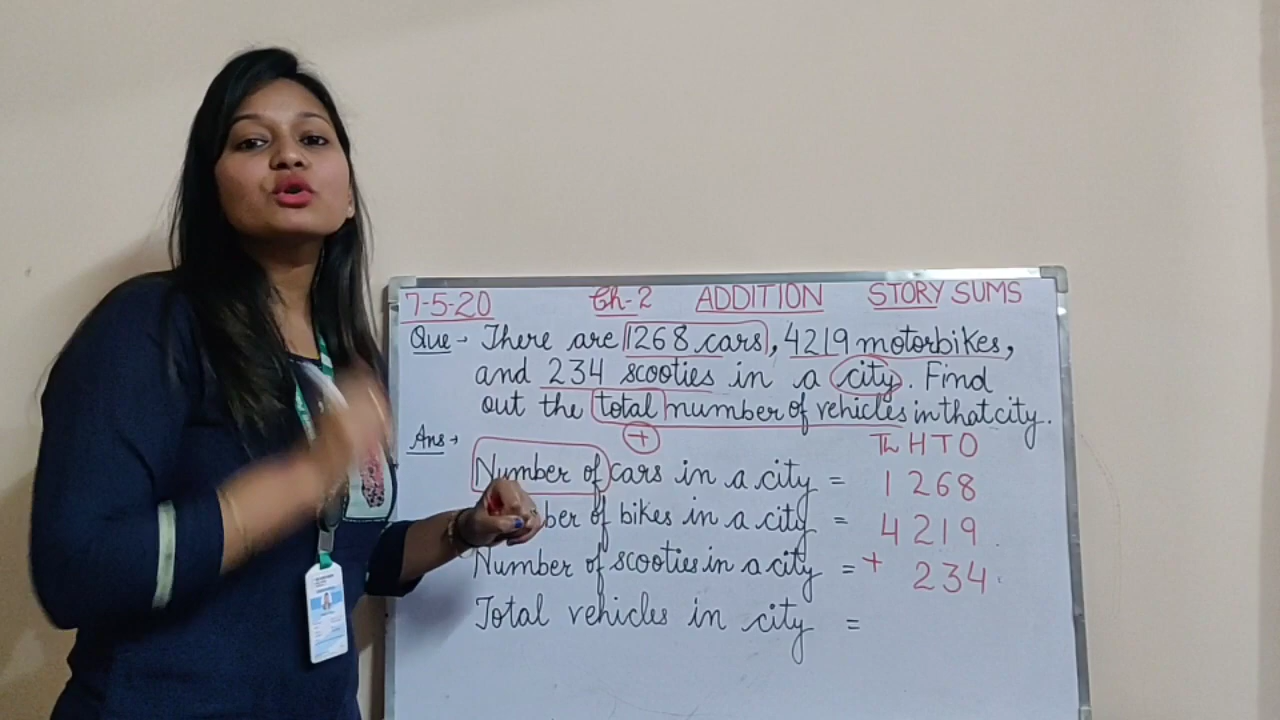 7-5-20 Ch-2 ADDITION STORY SUMS
Que → There are 1268 cars, 4219 motorbikes,
and 234 scooties in a city. Find
out the total number of vehicles in that city.
+
Ans → Th H T O
Number of cars in a city = 1 2 6 8
ber of bikes in a city = 4 2 1 9
Number of scooties in a city = + 2 3 4
Total vehicles in city =